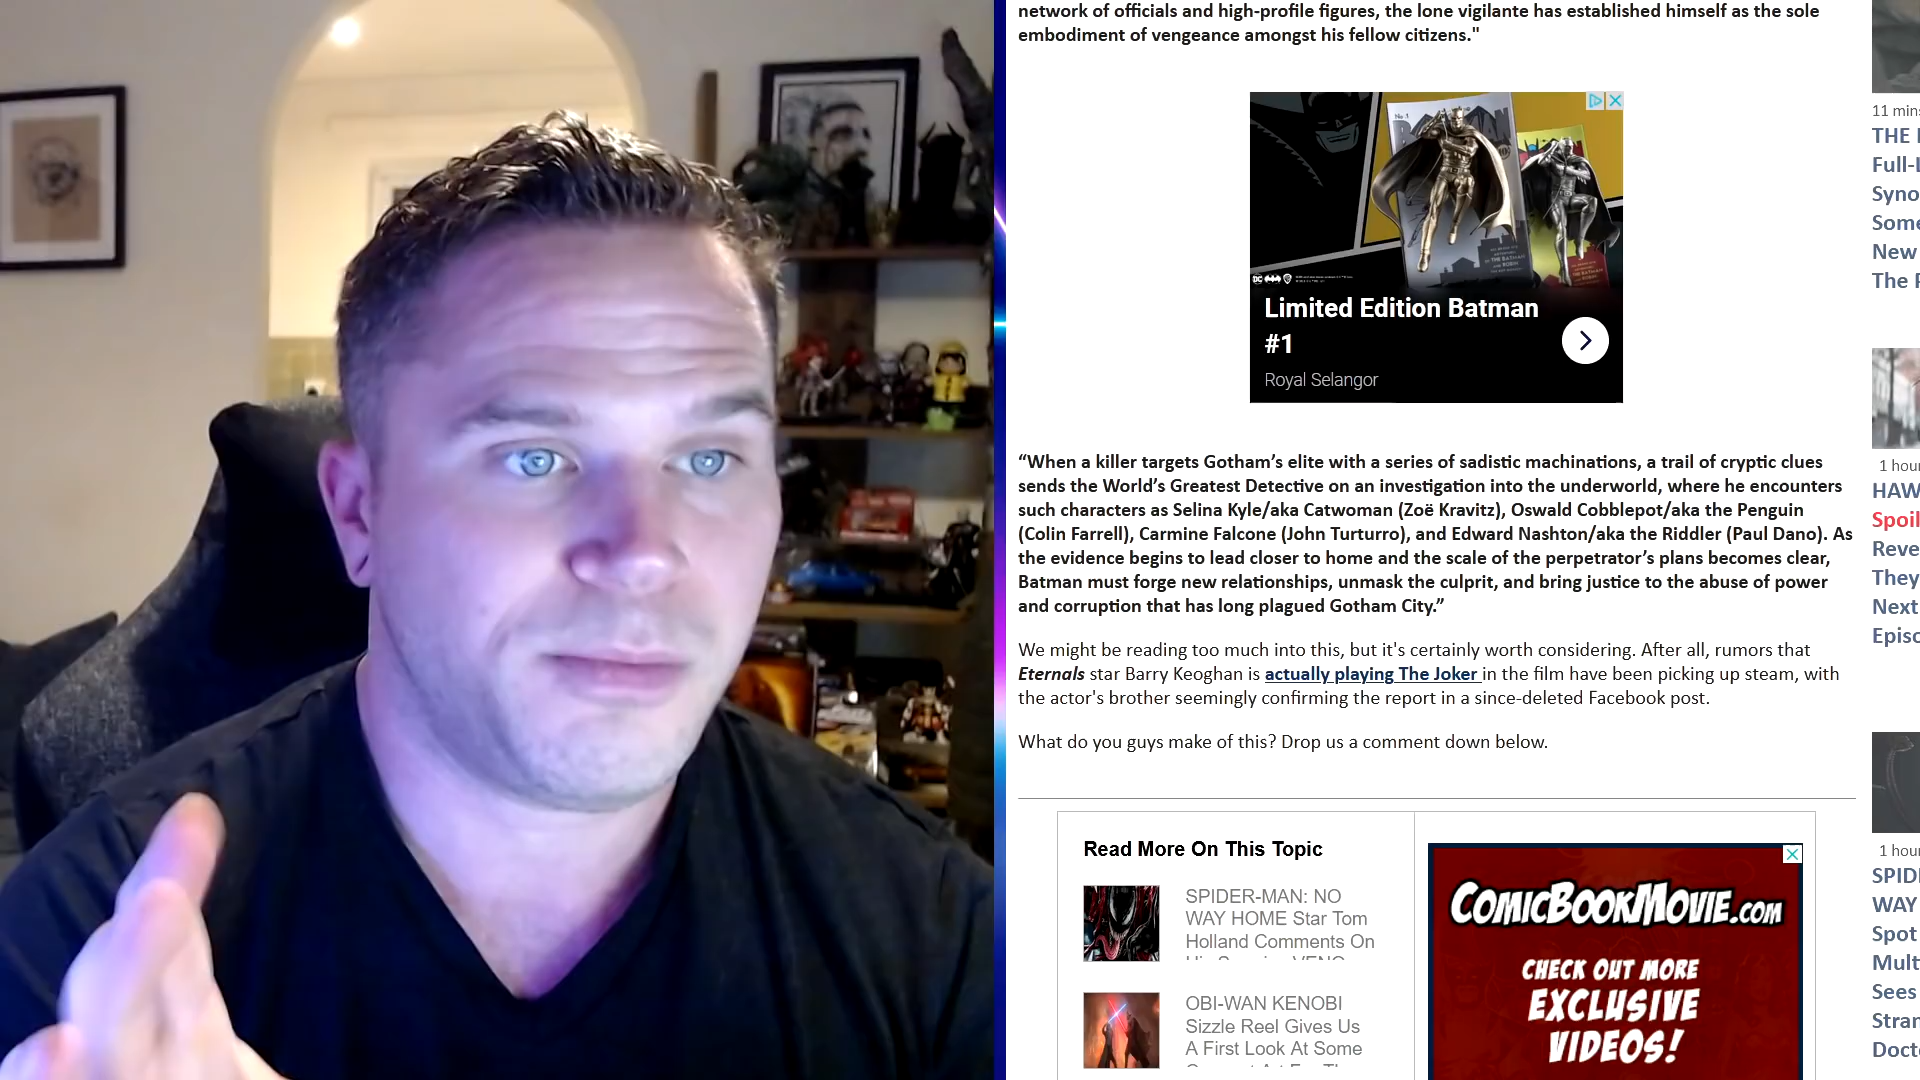 network of officials and high-profile figures, the lone vigilante has established himself as the sole
embodiment of vengeance amongst his fellow citizens."
Limited Edition Batman
#1
Royal Selangor
“When a killer targets Gotham’s elite with a series of sadistic machinations, a trail of cryptic clues
sends the World’s Greatest Detective on an investigation into the underworld, where he encounters
such characters as Selina Kyle/aka Catwoman (Zoë Kravitz), Oswald Cobblepot/aka the Penguin
(Colin Farrell), Carmine Falcone (John Turturro), and Edward Nashton/aka the Riddler (Paul Dano). As
the evidence begins to lead closer to home and the scale of the perpetrator’s plans becomes clear,
Batman must forge new relationships, unmask the culprit, and bring justice to the abuse of power
and corruption that has long plagued Gotham City.”
We might be reading too much into this, but it's certainly worth considering. After all, rumors that
Eternals star Barry Keoghan is actually playing The Joker in the film have been picking up steam, with
the actor's brother seemingly confirming the report in a since-deleted Facebook post.
What do you guys make of this? Drop us a comment down below.
Read More On This Topic
SPIDER-MAN: NO
WAY HOME Star Tom
Holland Comments On
OBI-WAN KENOBI
Sizzle Reel Gives Us
A First Look At Some
COMICBOOKMOVIE.COM
CHECK OUT MORE
EXCLUSIVE
VIDEOS!
11 mins
THE
Full-
Syno
Some
New
The
1 hour
HAW
Spoil
Reve
They
Next
Episo
1 hour
SPID
WAY
Spot
Mult
Sees
Stran
Docto